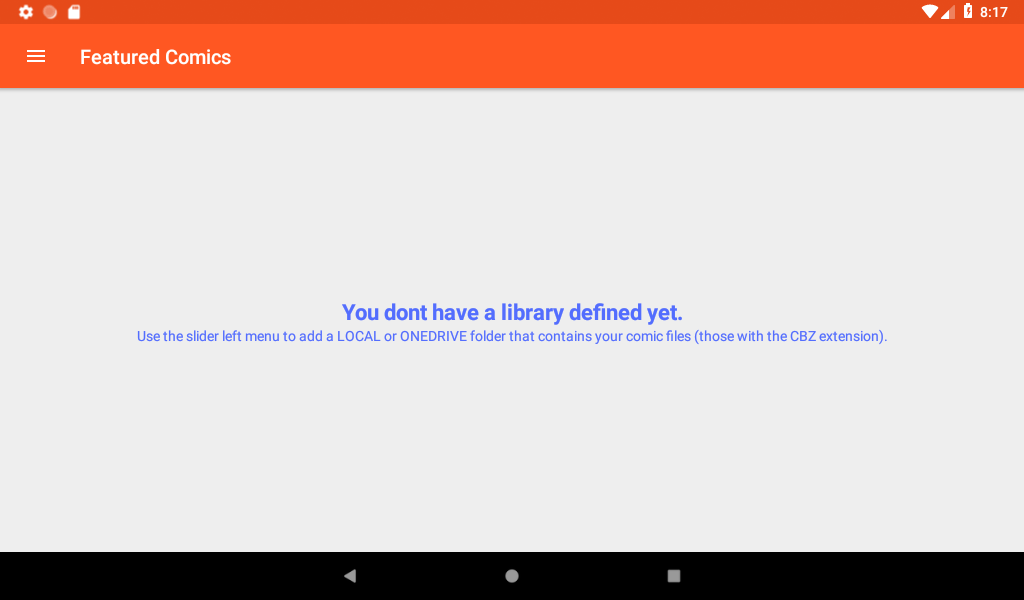 8:17
Featured Comics
You dont have a library defined yet.
Use the slider left menu to add a LOCAL or ONEDRIVE folder that contains your comic files (those with the CBZ extension).